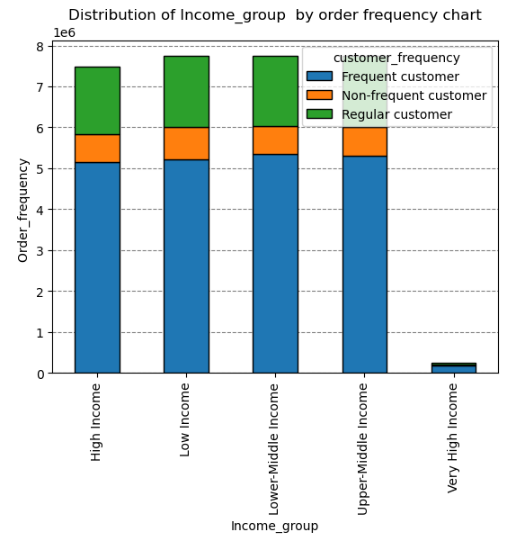 Distribution of Income_group  by order frequency chart
1e6
8
7
6
5
4
3
2
1
0
Order_frequency
customer_frequency
Frequent customer
Non-frequent customer
Regular customer
High Income
Low Income
Lower-Middle Income
Upper-Middle Income
Very High Income
Income_group